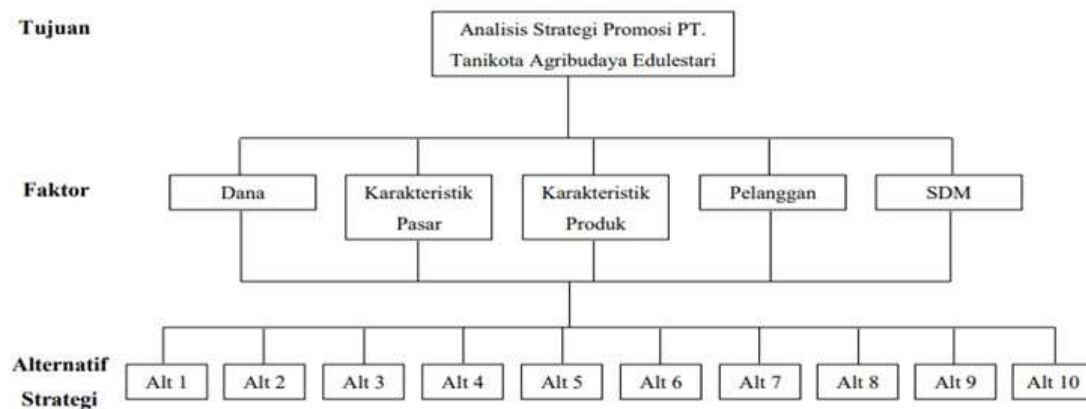 Tujuan
Analisis Strategi Promosi PT.
Tanikota Agribudaya Edulestari
Faktor
Dana
Karakteristik
Pasar
Karakteristik
Produk
Pelanggan
SDM
Alternatif
Strategi
Alt 1
Alt 2
Alt 3
Alt 4
Alt 5
Alt 6
Alt 7
Alt 8
Alt 9
Alt 10